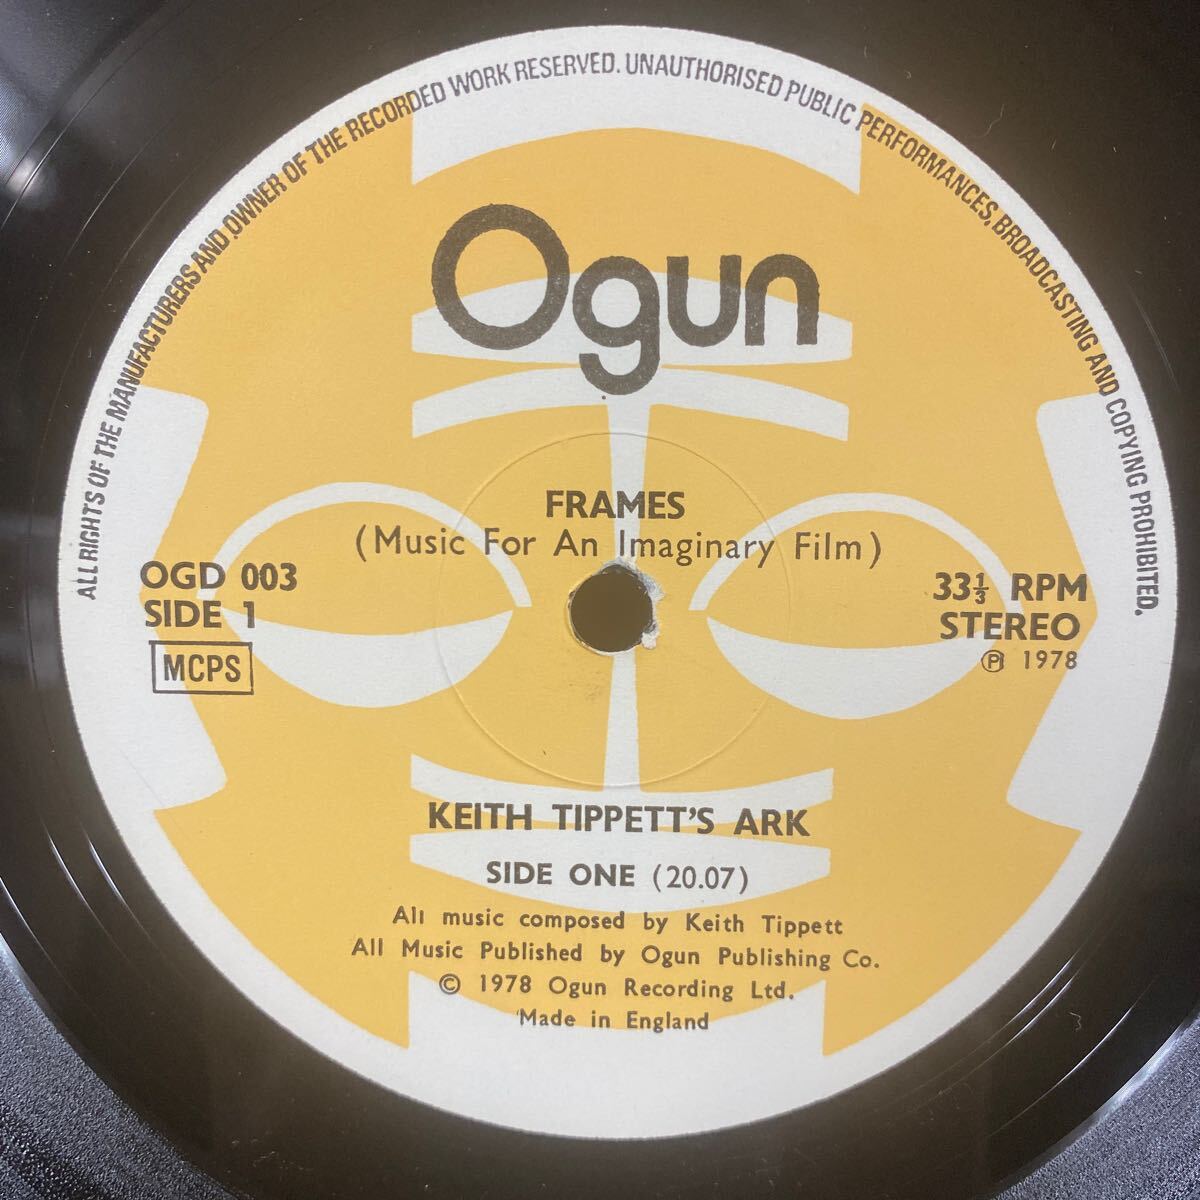 ALL RIGHTS OF THE MANUFACTURERS AND OWNER OF THE RECORDED WORK RESERVED. UNAUTHORISED PUBLIC PERFORMANCES, BROADCASTING AND COPYING PROHIBITED.
Ogun
FRAMES
(Music For An Imaginary Film)
OGD 003
SIDE 1
MCPS
33⅓ RPM
STEREO
℗ 1978
KEITH TIPPETT'S ARK
SIDE ONE (20.07)
All music composed by Keith Tippett
All Music Published by Ogun Publishing Co.
© 1978 Ogun Recording Ltd.
Made in England